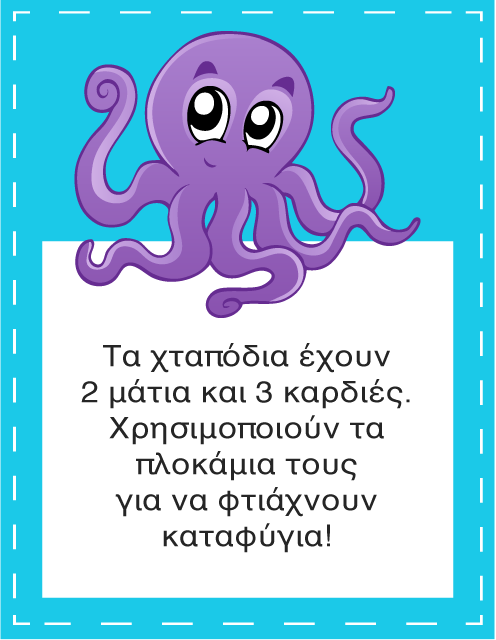 Τα χταπόδια έχουν
2 μάτια και 3 καρδιές.
Χρησιμοποιούν τα
πλοκάμια τους
για να φτιάχνουν
καταφύγια!